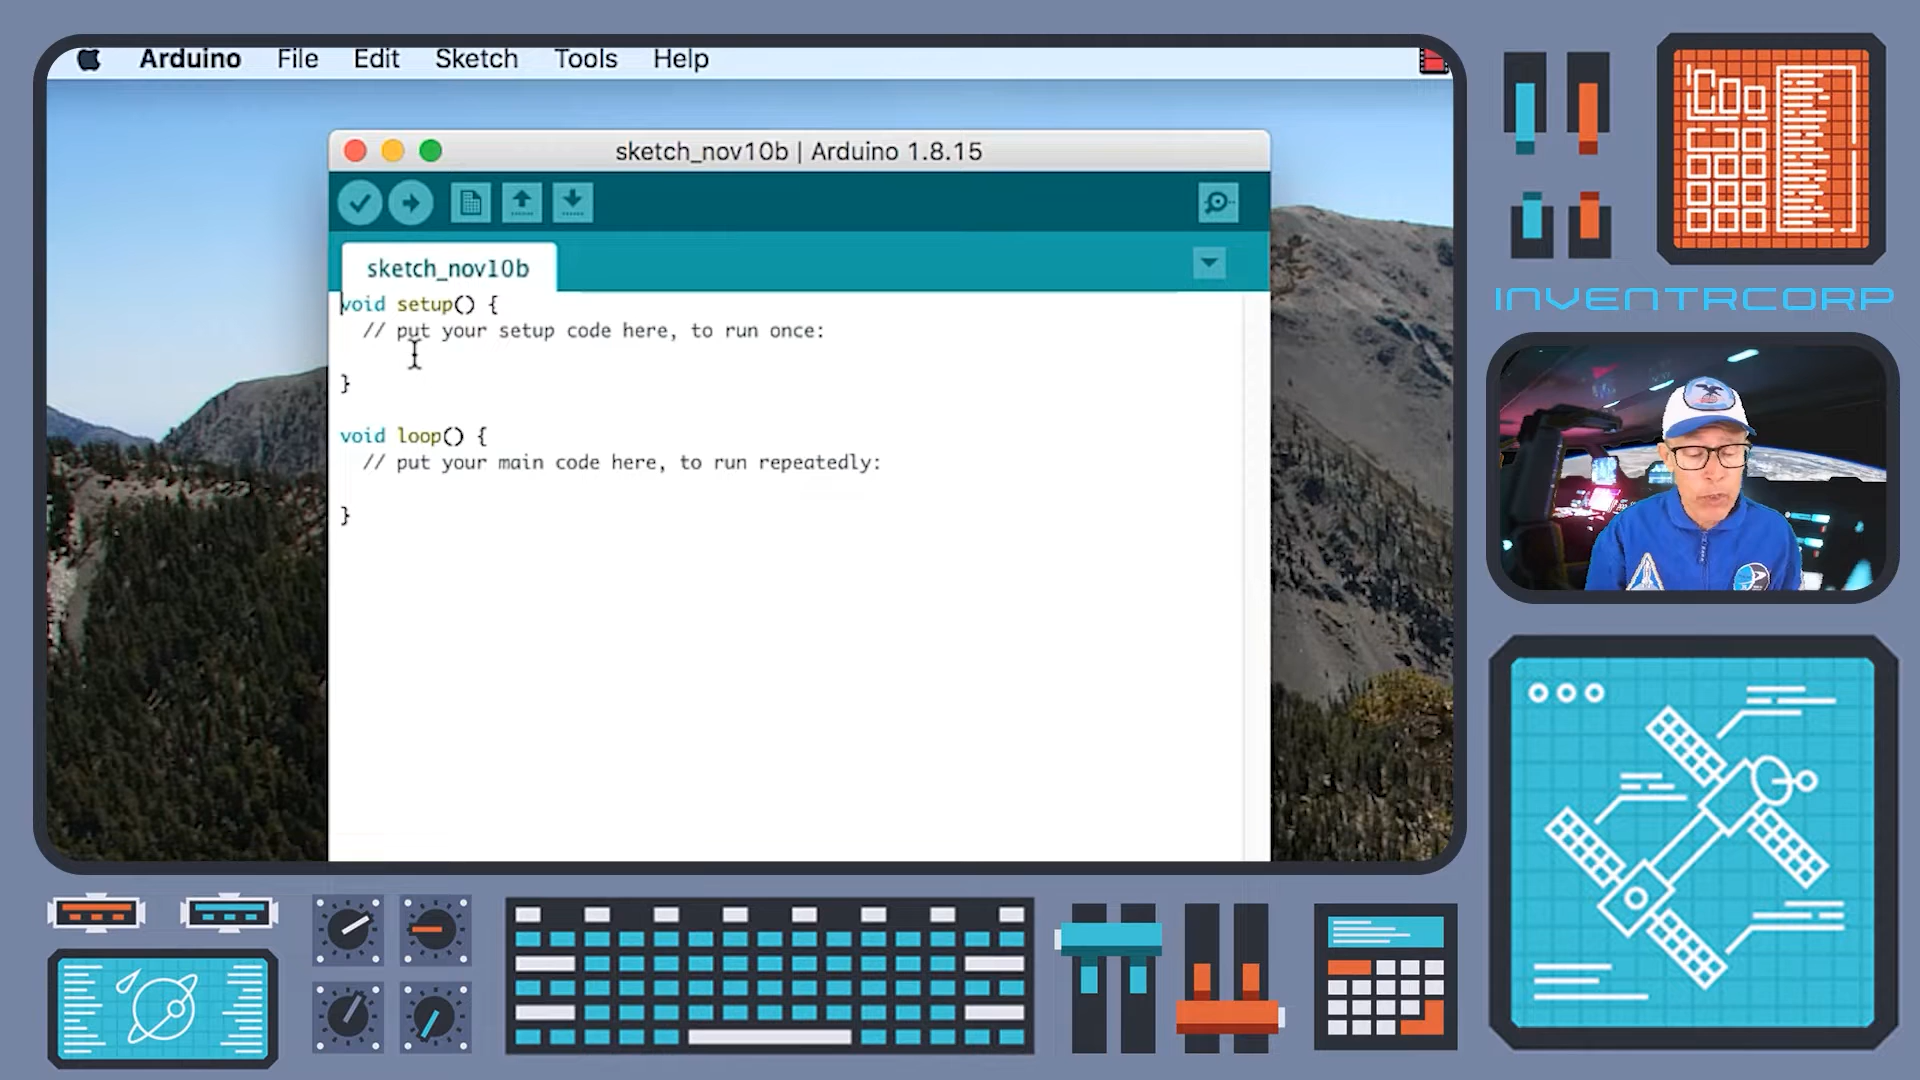 Arduino File Edit Sketch Tools Help
sketch_nov10b | Arduino 1.8.15
sketch_nov10b
void setup() {
  // put your setup code here, to run once:

}

void loop() {
  // put your main code here, to run repeatedly:

}
INVENTRCORP